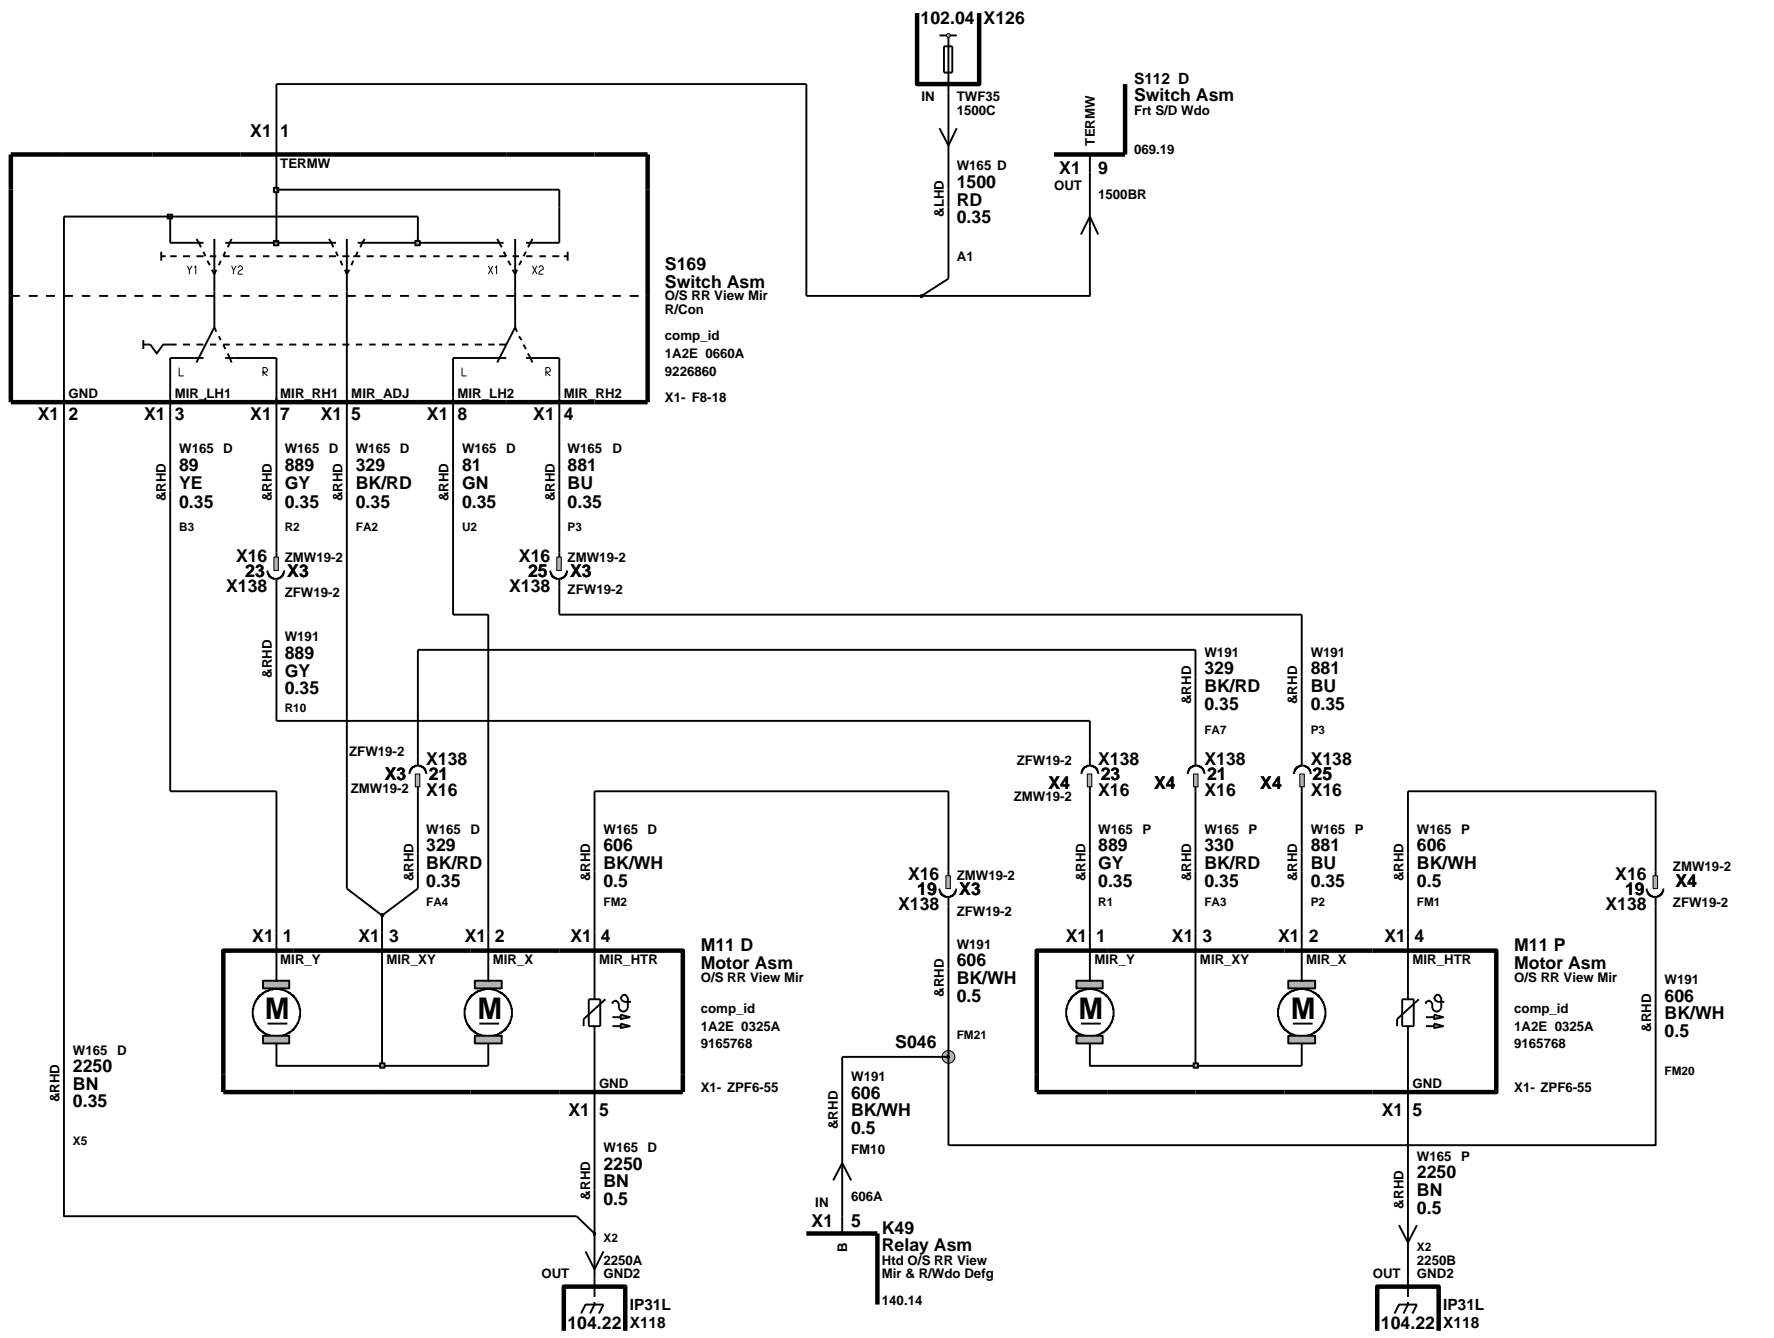 102.04 X126
IN TWF35
1500C
&LHD
W165 D
1500
RD
0.35
A1
S112 D
Switch Asm
Frt S/D Wdo
069.19
TERMW
X1 9
OUT
1500BR
X1 1
TERMW
Y1 Y2 X1 X2
L R L R
S169
Switch Asm
O/S RR View Mir
R/Con
comp_id
1A2E 0660A
9226860
X1- F8-18
GND MIR_LH1 MIR_RH1 MIR_ADJ MIR_LH2 MIR_RH2
X1 2 X1 3 X1 7 X1 5 X1 8 X1 4
&RHD
W165 D
89
YE
0.35
B3
&RHD
W165 D
889
GY
0.35
R2
&RHD
W165 D
329
BK/RD
0.35
FA2
&RHD
W165 D
81
GN
0.35
U2
&RHD
W165 D
881
BU
0.35
P3
X16 ZMW19-2
23 X3
X138 ZFW19-2
X16 ZMW19-2
25 X3
X138 ZFW19-2
&RHD
W191
889
GY
0.35
R10
&RHD
W191
329
BK/RD
0.35
FA7
&RHD
W191
881
BU
0.35
P3
ZFW19-2 X138
X3 21
ZMW19-2 X16
ZFW19-2 X138
X4 23
ZMW19-2 X16
X138
X4 21
X16
X138
X4 25
X16
&RHD
W165 D
329
BK/RD
0.35
FA4
&RHD
W165 D
606
BK/WH
0.5
FM2
X16 ZMW19-2
19 X3
X138 ZFW19-2
&RHD
W165 P
889
GY
0.35
R1
&RHD
W165 P
330
BK/RD
0.35
FA3
&RHD
W165 P
881
BU
0.35
P2
&RHD
W165 P
606
BK/WH
0.5
FM1
X16 ZMW19-2
19 X4
X138 ZFW19-2
X1 1 X1 3 X1 2 X1 4
MIR_Y MIR_XY MIR_X MIR_HTR
M M ϑ
GND
X1 5
M11 D
Motor Asm
O/S RR View Mir
comp_id
1A2E 0325A
9165768
X1- ZPF6-55
&RHD
W191
606
BK/WH
0.5
FM21
S046
X1 1 X1 3 X1 2 X1 4
MIR_Y MIR_XY MIR_X MIR_HTR
M M ϑ
GND
X1 5
M11 P
Motor Asm
O/S RR View Mir
comp_id
1A2E 0325A
9165768
X1- ZPF6-55
&RHD
W191
606
BK/WH
0.5
FM20
&RHD
W165 D
2250
BN
0.35
X5
&RHD
W165 D
2250
BN
0.5
X2
2250A
OUT GND2
IP31L
104.22 X118
&RHD
W191
606
BK/WH
0.5
FM10
IN 606A
X1 5
B
K49
Relay Asm
Htd O/S RR View
Mir & R/Wdo Defg
140.14
&RHD
W165 P
2250
BN
0.5
X2
2250B
OUT GND2
IP31L
104.22 X118